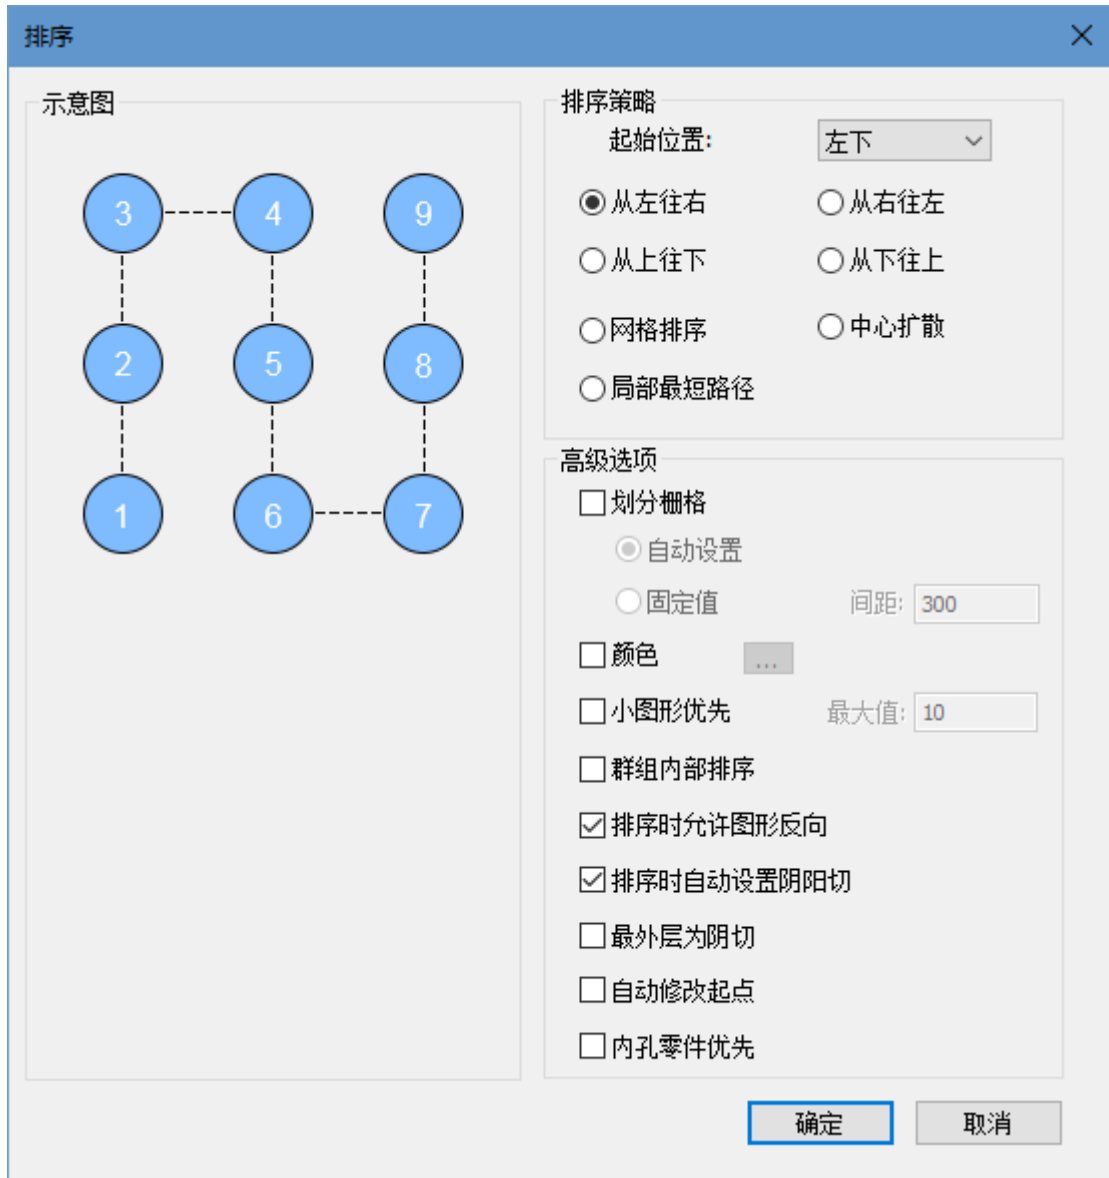 排序
示意图
3 4 9
2 5 8
1 6 7
排序策略
起始位置: 左下
从左往右 从右往左
从上往下 从下往上
网格排序 中心扩散
局部最短路径
高级选项
划分栅格
自动设置
固定值 间距: 300
颜色 ...
小图形优先 最大值: 10
群组内部排序
排序时允许图形反向
排序时自动设置阴阳切
最外层为阴切
自动修改起点
内孔零件优先
确定 取消